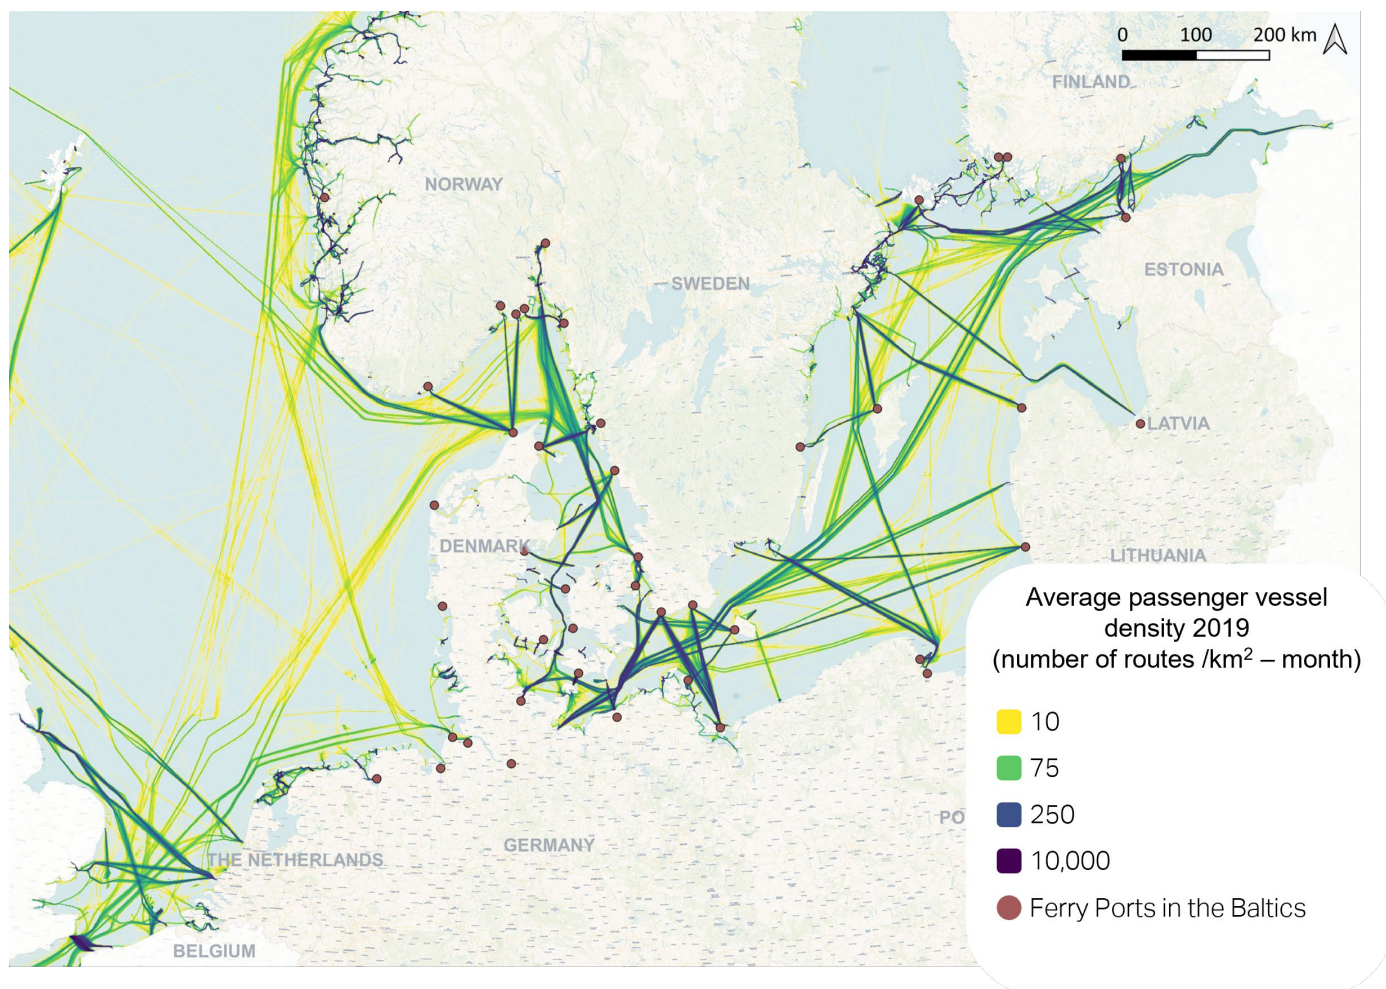 0 100 200 km
FINLAND
NORWAY
SWEDEN
ESTONIA
LATVIA
DENMARK
LITHUANIA
Average passenger vessel
density 2019
(number of routes /km² – month)
10
75
PO
250
GERMANY
THE NETHERLANDS
10,000
Ferry Ports in the Baltics
BELGIUM